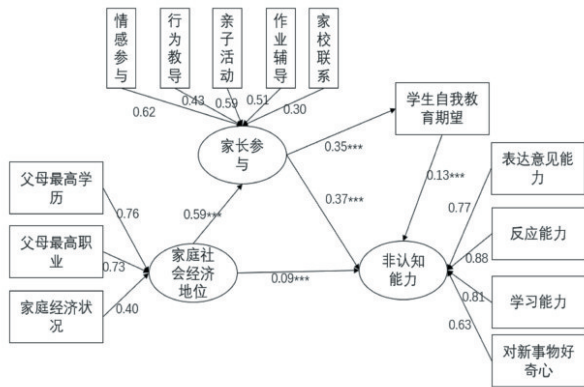 情
感
参
与
行
为
教
导
亲
子
活
动
作
业
辅
导
家
校
联
系
0.62
0.43
0.59
0.51
0.30
学生自我教
育期望
家长参
与
0.35***
0.13***
表达意见能
力
父母最高学
历
0.37***
0.77
0.76
0.59***
反应能力
父母最高职
业
0.73
家庭社
会经济
地位
0.09***
非认知
能力
0.88
家庭经济状
况
0.40
0.81
学习能力
0.63
对新事物好
奇心